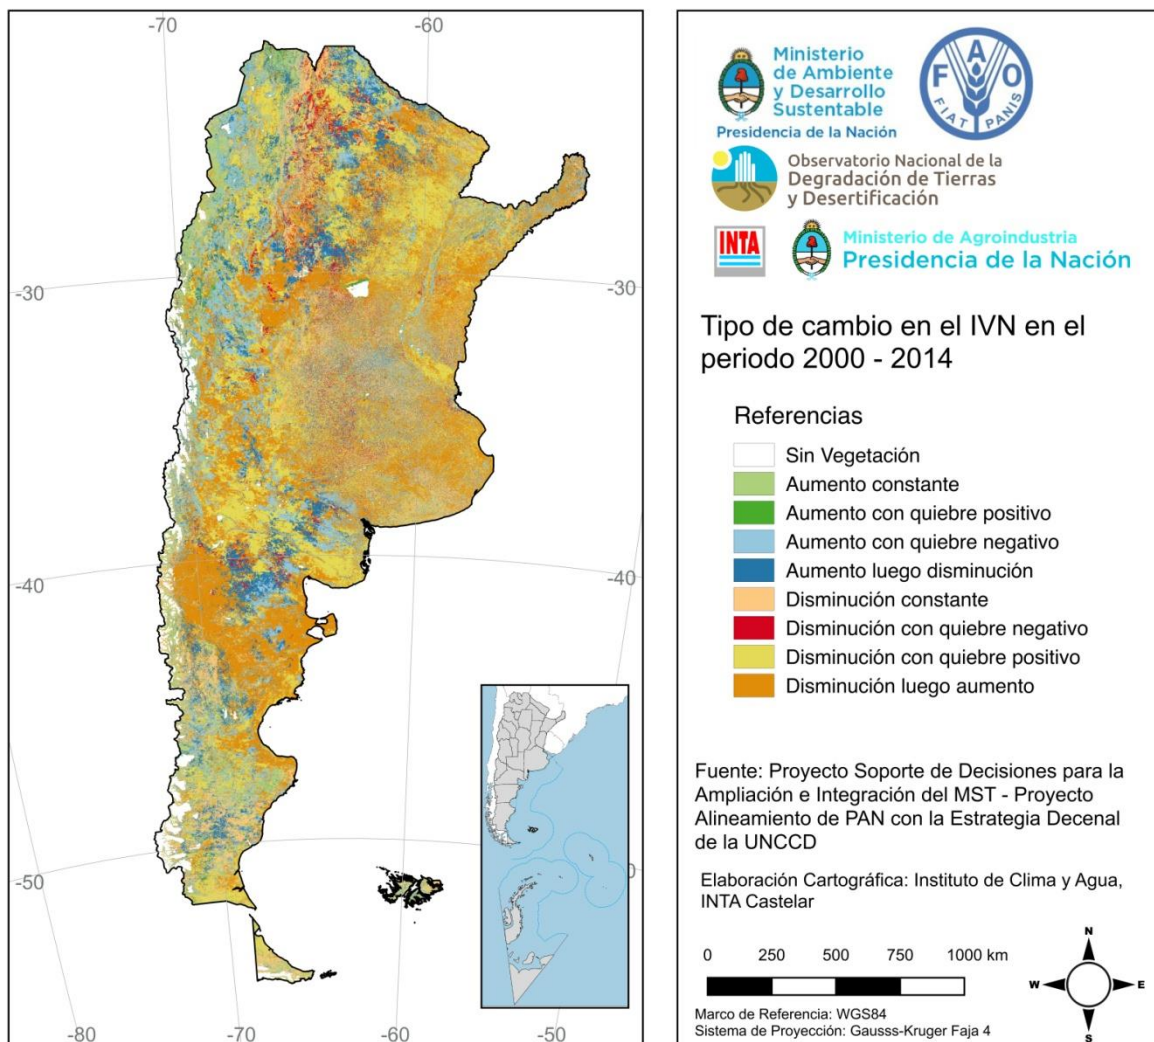 -70
-60
-30
-30
-40
-40
-50
0
-80
-70
-60
-50
Ministerio
de Ambiente
y Desarrollo
Sustentable
Presidencia de la Nación
F A O
FIAT PANIS
Observatorio Nacional de la
Degradación de Tierras
y Desertificación
INTA
Ministerio de Agroindustria
Presidencia de la Nación
Tipo de cambio en el IVN en el
periodo 2000 - 2014
Referencias
Sin Vegetación
Aumento constante
Aumento con quiebre positivo
Aumento con quiebre negativo
Aumento luego disminución
Disminución constante
Disminución con quiebre negativo
Disminución con quiebre positivo
Disminución luego aumento
Fuente: Proyecto Soporte de Decisiones para la
Ampliación e Integración del MST - Proyecto
Alineamiento de PAN con la Estrategia Decenal
de la UNCCD
Elaboración Cartográfica: Instituto de Clima y Agua,
INTA Castelar
0 250 500 750 1000 km
N
W E
S
Marco de Referencia: WGS84
Sistema de Proyección: Gausss-Kruger Faja 4